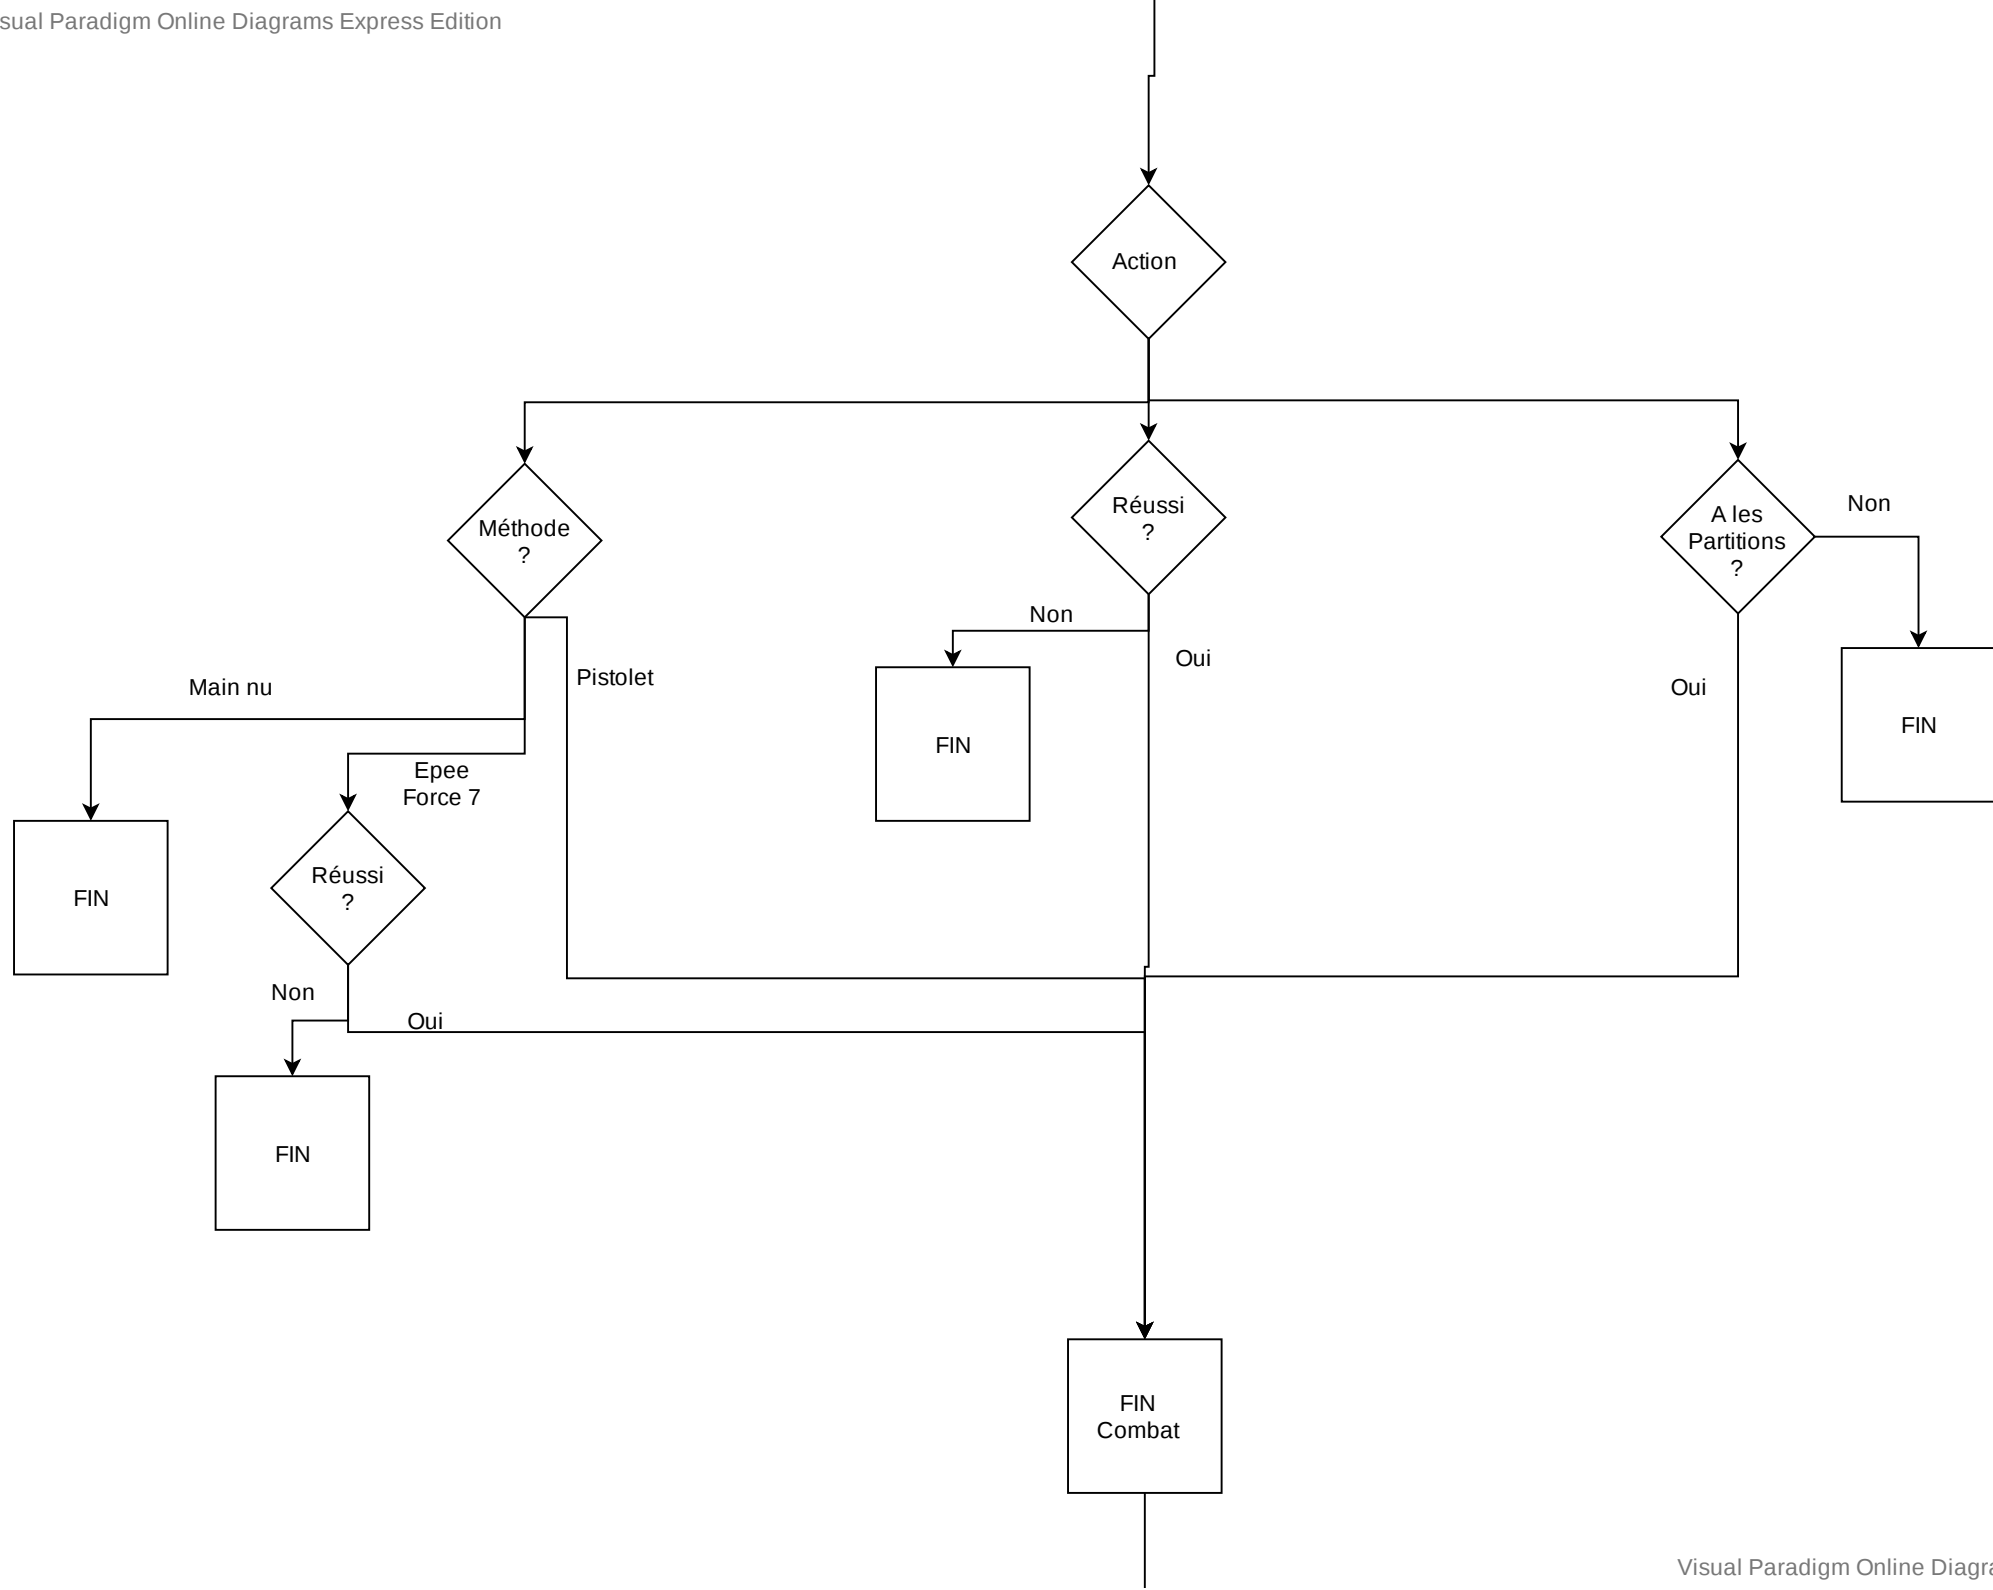 sual Paradigm Online Diagrams Express Edition
Action
Méthode
?
Réussi
?
A les
Partitions
?
Non
Non
Oui
Pistolet
Main nu
Oui
FIN
FIN
Epee
Force 7
Réussi
?
FIN
Non
Oui
FIN
FIN
Combat
Visual Paradigm Online Diagra